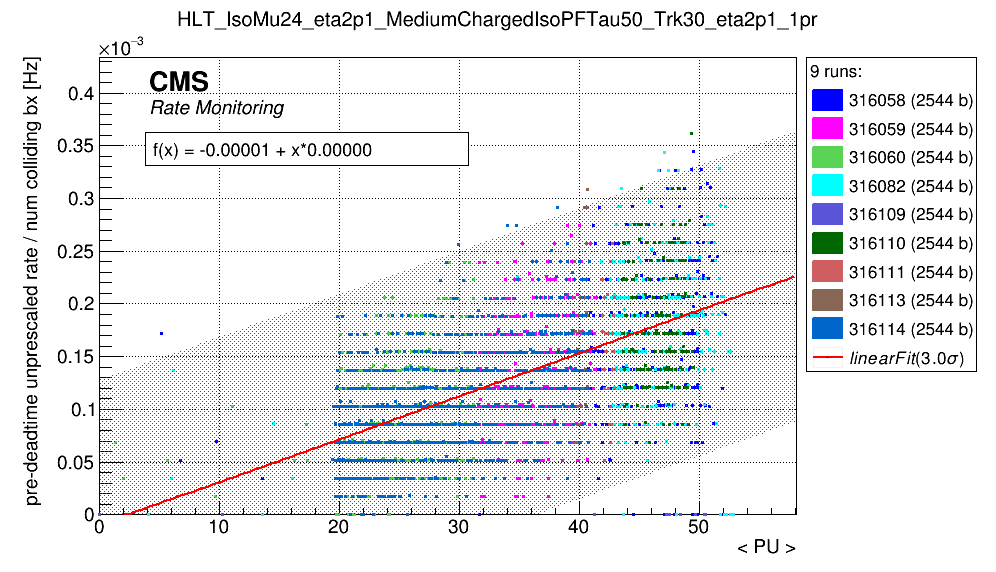 HLT_IsoMu24_eta2p1_MediumChargedIsoPFTau50_Trk30_eta2p1_1pr
×10⁻³
CMS
Rate Monitoring
f(x) = -0.00001 + x*0.00000
pre-deadtime unprescaled rate / num colliding bx [Hz]
0.4
0.35
0.3
0.25
0.2
0.15
0.1
0.05
0
0 10 20 30 40 50
< PU >
9 runs:
316058 (2544 b)
316059 (2544 b)
316060 (2544 b)
316082 (2544 b)
316109 (2544 b)
316110 (2544 b)
316111 (2544 b)
316113 (2544 b)
316114 (2544 b)
linearFit(3.0σ)